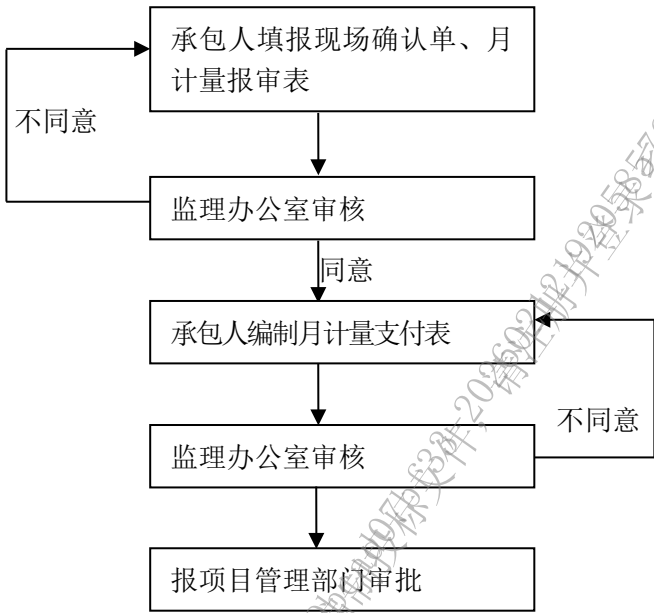 承包人填报现场确认单、月
计量报审表
不同意
监理办公室审核
同意
承包人编制月计量支付表
不同意
监理办公室审核
报项目管理部门审批